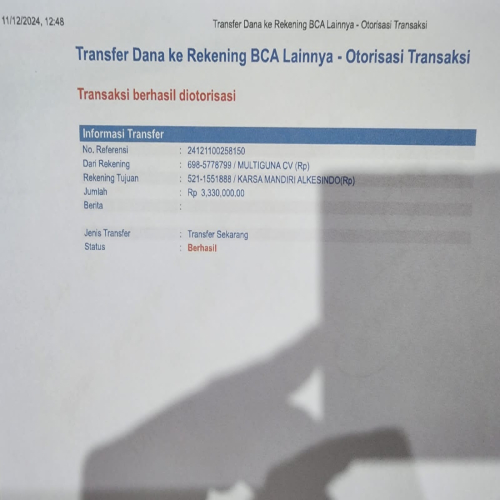 11/12/2024, 12:48 Transfer Dana ke Rekening BCA Lainnya - Otorisasi Transaksi
Transfer Dana ke Rekening BCA Lainnya - Otorisasi Transaksi
Transaksi berhasil diotorisasi
Informasi Transfer
No. Referensi : 24121100258150
Dari Rekening : 698-5778799 / MULTIGUNA CV (Rp)
Rekening Tujuan : 521-1551888 / KARSA MANDIRI ALKESINDO(Rp)
Jumlah : Rp 3,330,000.00
Berita :
Jenis Transfer : Transfer Sekarang
Status : Berhasil